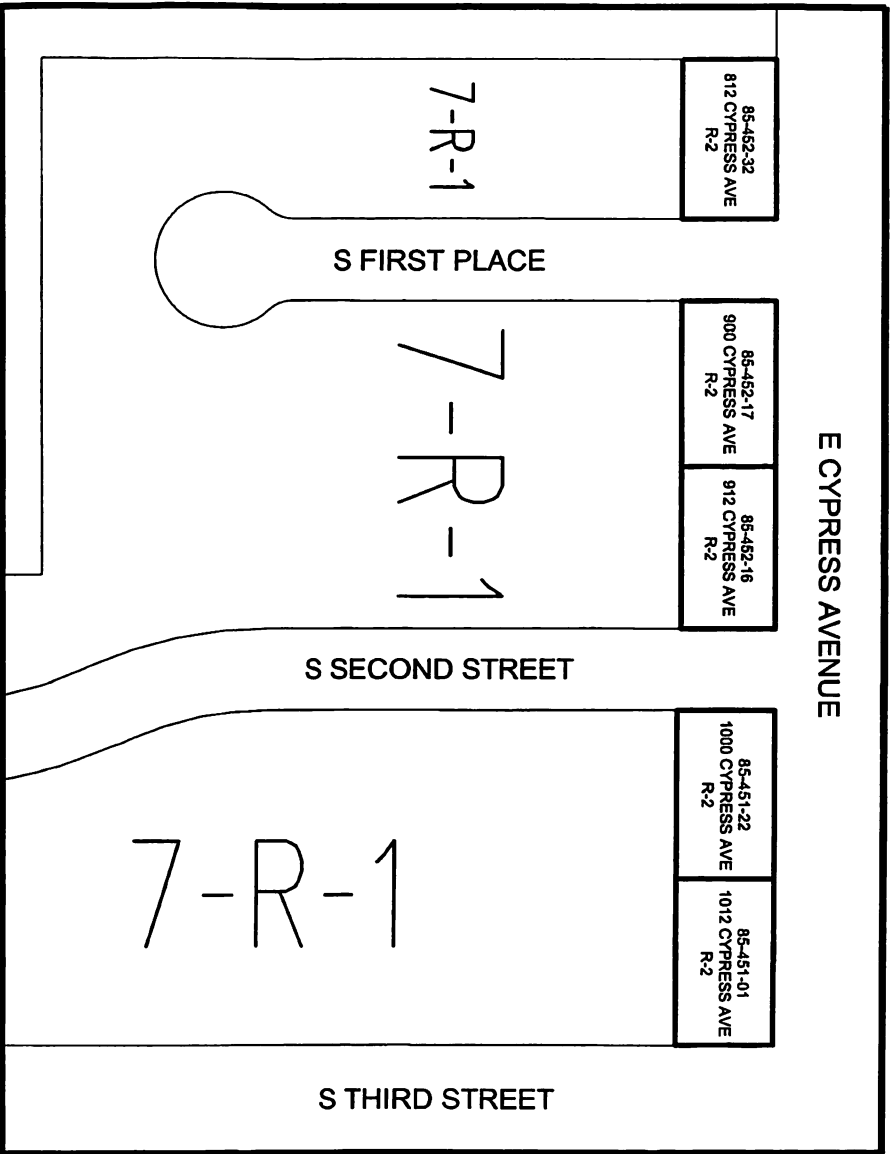 85-452-32
812 CYPRESS AVE
R-2
7-R-1
S FIRST PLACE
85-452-17
900 CYPRESS AVE
R-2
7-R-1
85-452-16
912 CYPRESS AVE
R-2
E CYPRESS AVENUE
S SECOND STREET
85-451-22
1000 CYPRESS AVE
R-2
7-R-1
85-451-01
1012 CYPRESS AVE
R-2
S THIRD STREET